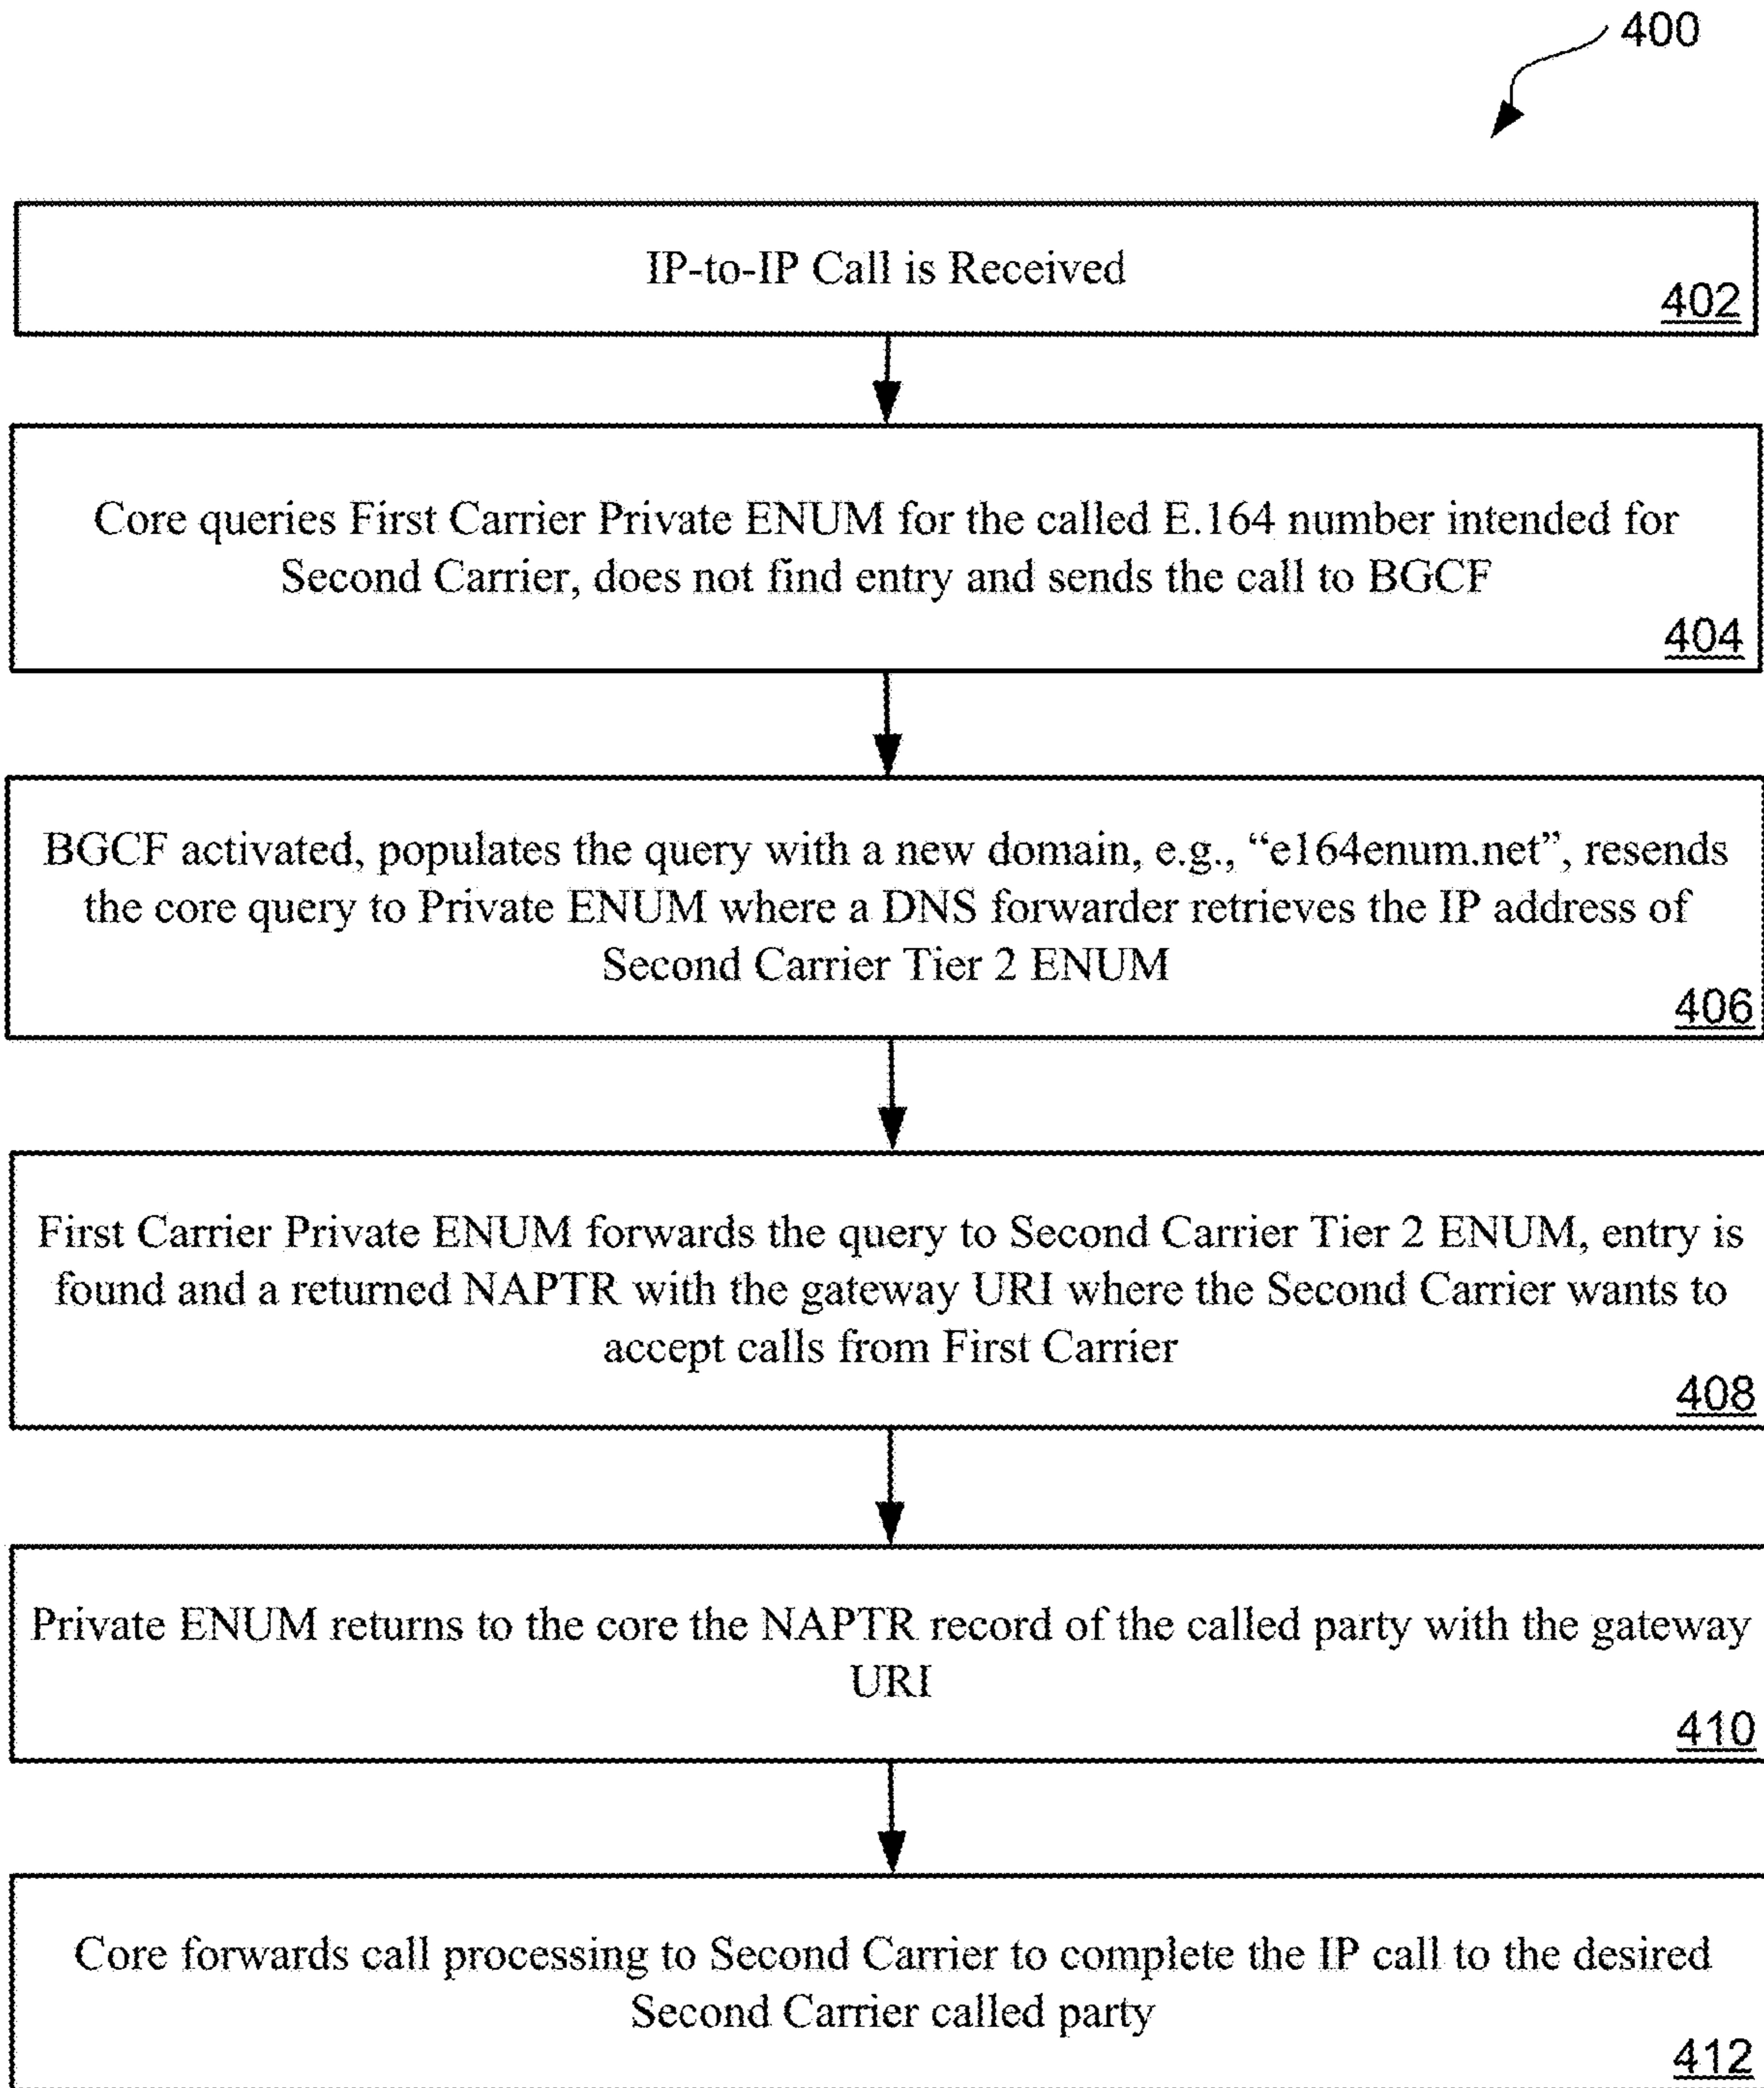 400
IP-to-IP Call is Received
402
Core queries First Carrier Private ENUM for the called E.164 number intended for
Second Carrier, does not find entry and sends the call to BGCF
404
BGCF activated, populates the query with a new domain, e.g., “e164enum.net”, resends
the core query to Private ENUM where a DNS forwarder retrieves the IP address of
Second Carrier Tier 2 ENUM
406
First Carrier Private ENUM forwards the query to Second Carrier Tier 2 ENUM, entry is
found and a returned NAPTR with the gateway URI where the Second Carrier wants to
accept calls from First Carrier
408
Private ENUM returns to the core the NAPTR record of the called party with the gateway
URI
410
Core forwards call processing to Second Carrier to complete the IP call to the desired
Second Carrier called party
412